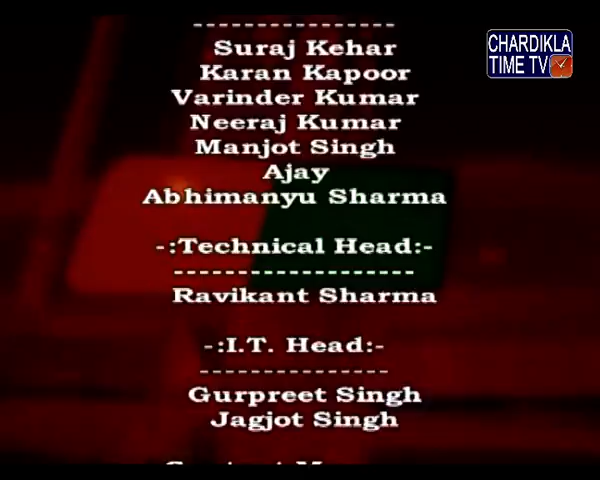 -----------------
Suraj Kehar
Karan Kapoor
Varinder Kumar
Neeraj Kumar
Manjot Singh
Ajay
Abhimanyu Sharma
-:Technical Head:-
-------------------
Ravikant Sharma
-:I.T. Head:-
---------------
Gurpreet Singh
Jagjot Singh
CHARDIKLA
TIME TV